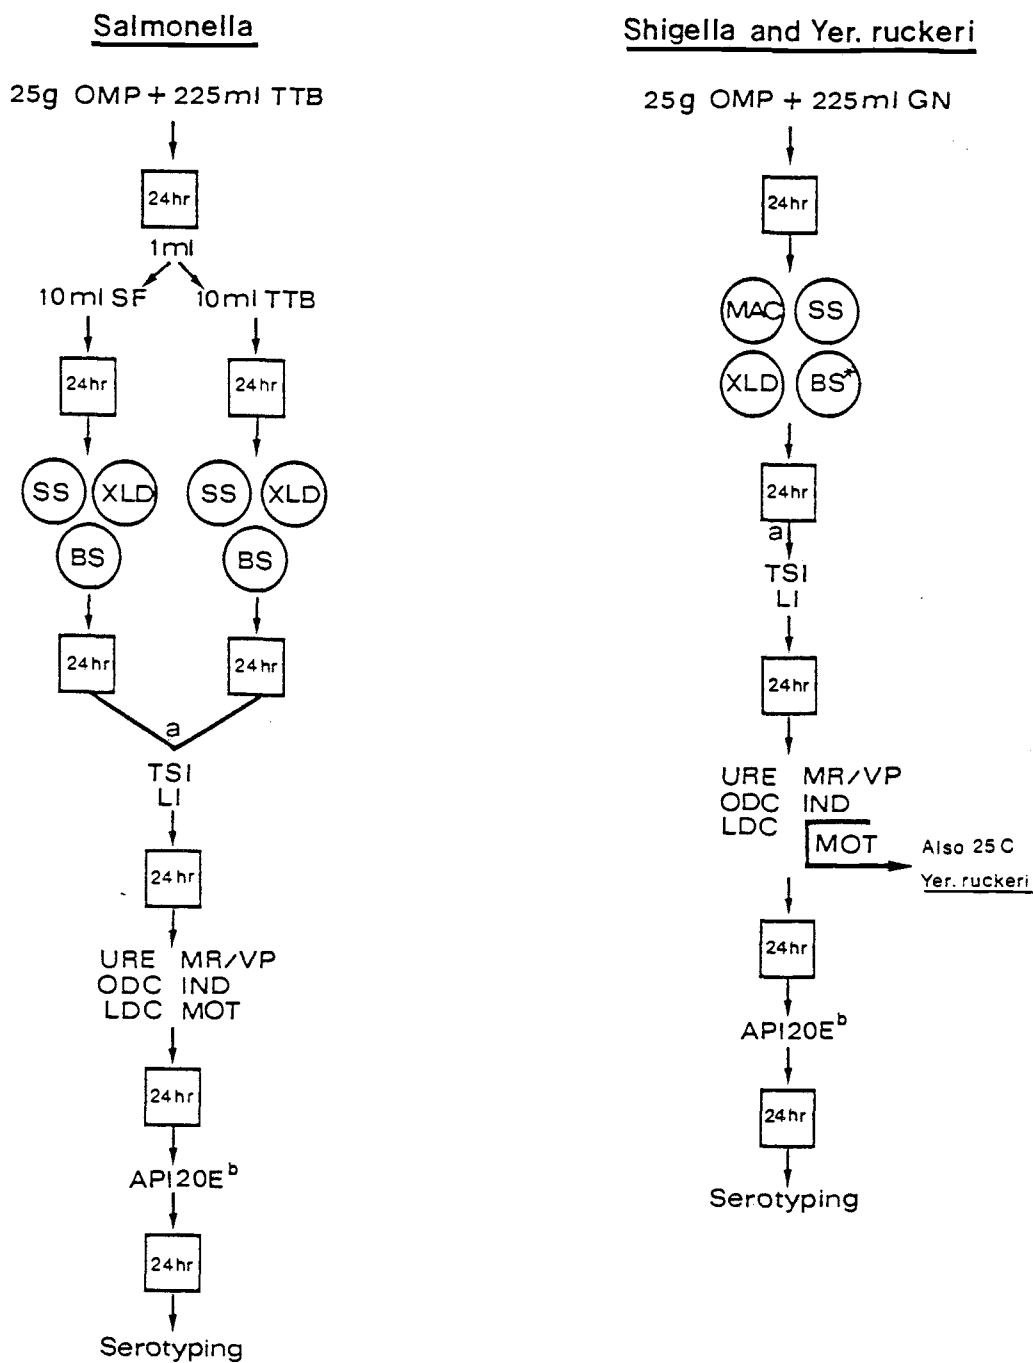 Salmonella
25g OMP + 225ml TTB
24hr
1ml
10ml SF 10ml TTB
24hr 24hr
SS XLD SS XLD
BS BS
24hr 24hr
a
TSI
LI
24hr
URE MR/VP
ODC IND
LDC MOT
24hr
API20E b
24hr
Serotyping
Shigella and Yer. ruckeri
25g OMP + 225ml GN
24hr
MAC SS
XLD BS*
24hr
a
TSI
LI
24hr
URE MR/VP
ODC IND
LDC
MOT Also 25 C
Yer. ruckeri
24hr
API20E b
24hr
Serotyping